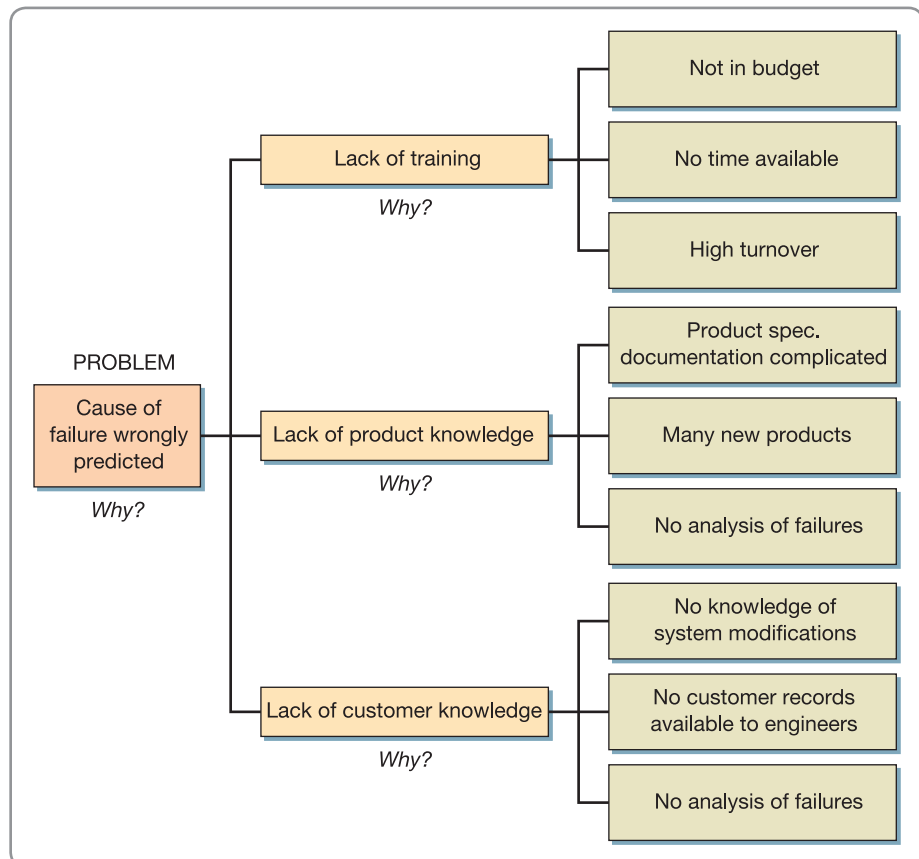 PROBLEM
Cause of
failure wrongly
predicted
Why?
Lack of training
Why?
Not in budget
No time available
High turnover
Lack of product knowledge
Why?
Product spec.
documentation complicated
Many new products
No analysis of failures
Lack of customer knowledge
Why?
No knowledge of
system modifications
No customer records
available to engineers
No analysis of failures